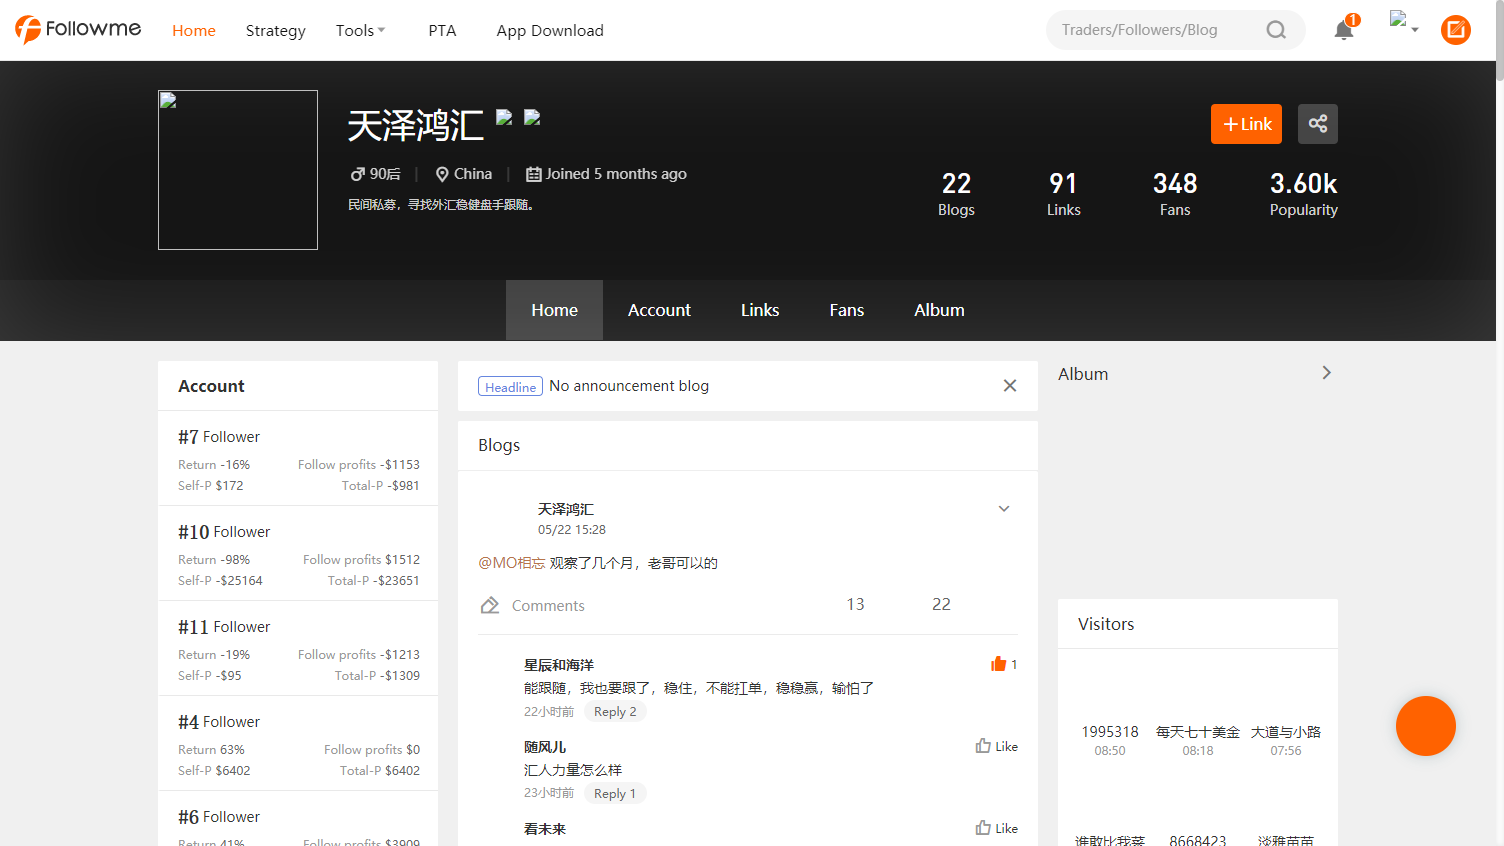 Followme
Home
Strategy
Tools
PTA
App Download
Traders/Followers/Blog
1
天泽鸿汇
+Link
90后
China
Joined 5 months ago
民间私募，寻找外汇稳健盘手跟随。
22
Blogs
91
Links
348
Fans
3.60k
Popularity
Home
Account
Links
Fans
Album
Account
#7 Follower
Return -16%
Follow profits -$1153
Self-P $172
Total-P -$981
#10 Follower
Return -98%
Follow profits $1512
Self-P -$25164
Total-P -$23651
#11 Follower
Return -19%
Follow profits -$1213
Self-P -$95
Total-P -$1309
#4 Follower
Return 63%
Follow profits $0
Self-P $6402
Total-P $6402
#6 Follower
Return 41%
Follow profits $3909
Headline No announcement blog
Blogs
天泽鸿汇
05/22 15:28
@MO相忘 观察了几个月，老哥可以的
Comments
13
22
星辰和海洋
1
能跟随，我也要跟了，稳住，不能扛单，稳稳赢，输怕了
22小时前
Reply 2
随风儿
Like
汇人力量怎么样
23小时前
Reply 1
看未来
Like
Album
Visitors
1995318
08:50
每天七十美金
08:18
大道与小路
07:56
谁敢比我菜
8668423
淡雅苗苗